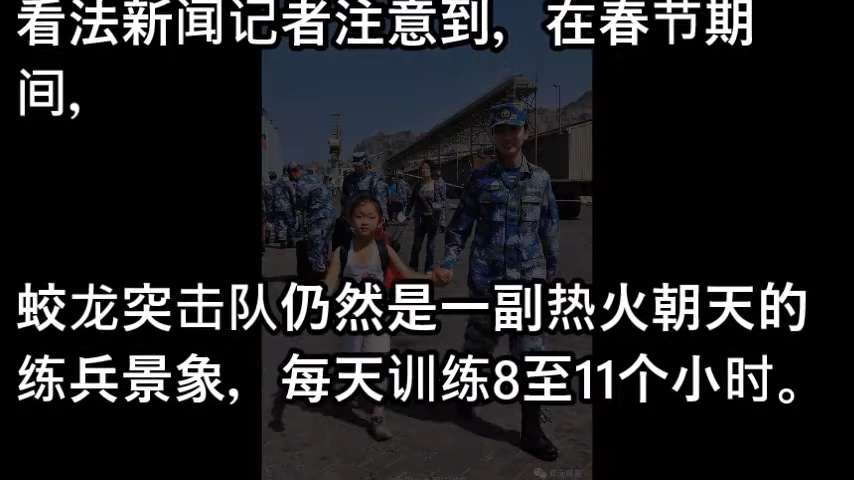 看法新闻记者注意到, 在春节期
间,
蛟龙突击队仍然是一副热火朝天的
练兵景象, 每天训练8至11个小时。